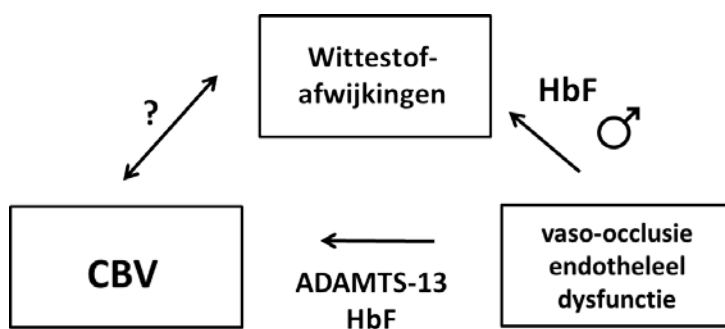 Wittestof-
afwijkingen
HbF
♂
?
CBV
ADAMTS-13
HbF
vaso-occlusie
endotheleel
dysfunctie